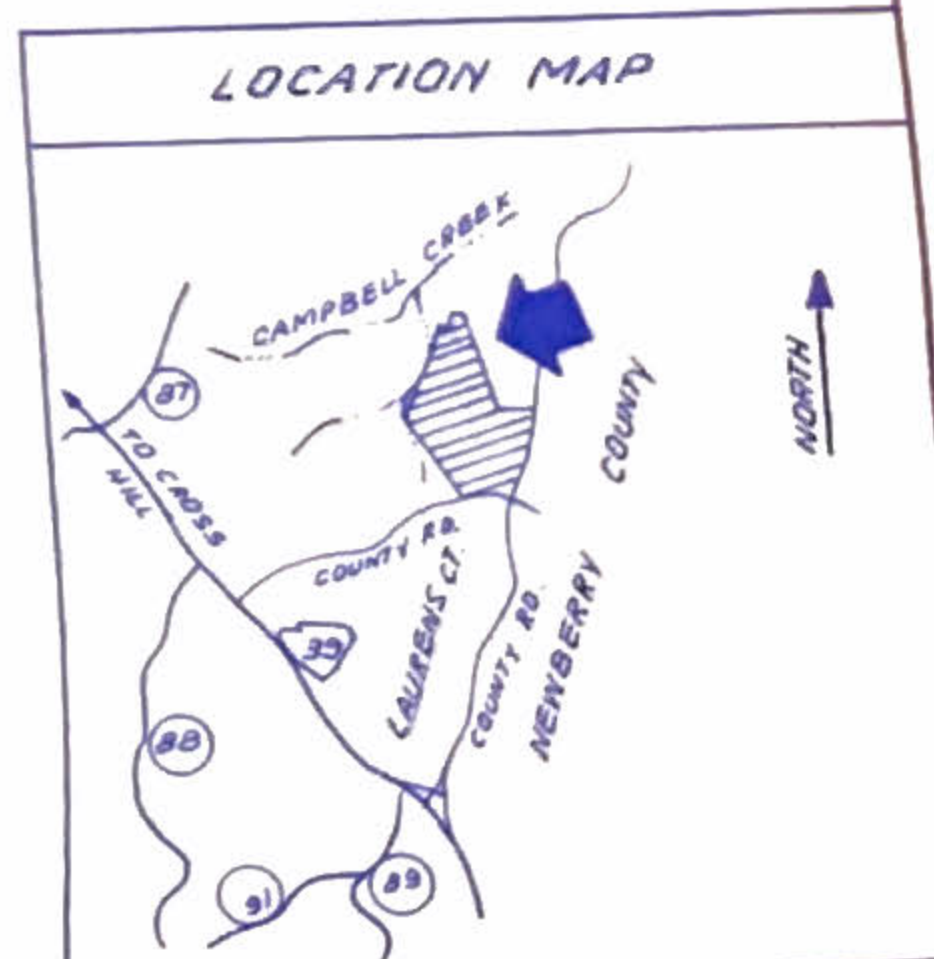 LOCATION MAP
CAMPBELL CREEK
87
TO CROSS
HILL
NORTH
COUNTY
COUNTY RD.
LAURENS CT.
39
COUNTY RD.
NEWBERRY
88
89
91